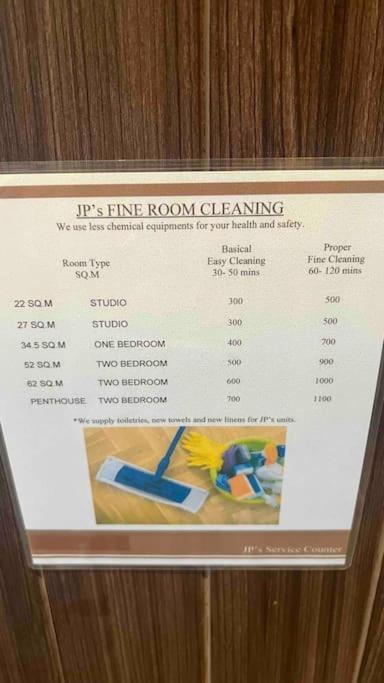 JP's FINE ROOM CLEANING
We use less chemical equipments for your health and safety.
Room Type
SQ.M
Basical
Easy Cleaning
30- 50 mins
Proper
Fine Cleaning
60- 120 mins
22 SQ.M STUDIO 300 500
27 SQ.M STUDIO 300 500
34.5 SQ.M ONE BEDROOM 400 700
52 SQ.M TWO BEDROOM 500 900
62 SQ.M TWO BEDROOM 600 1000
PENTHOUSE TWO BEDROOM 700 1100
*We supply toiletries, new towels and new linens for JP's units.
JP's Service Counter